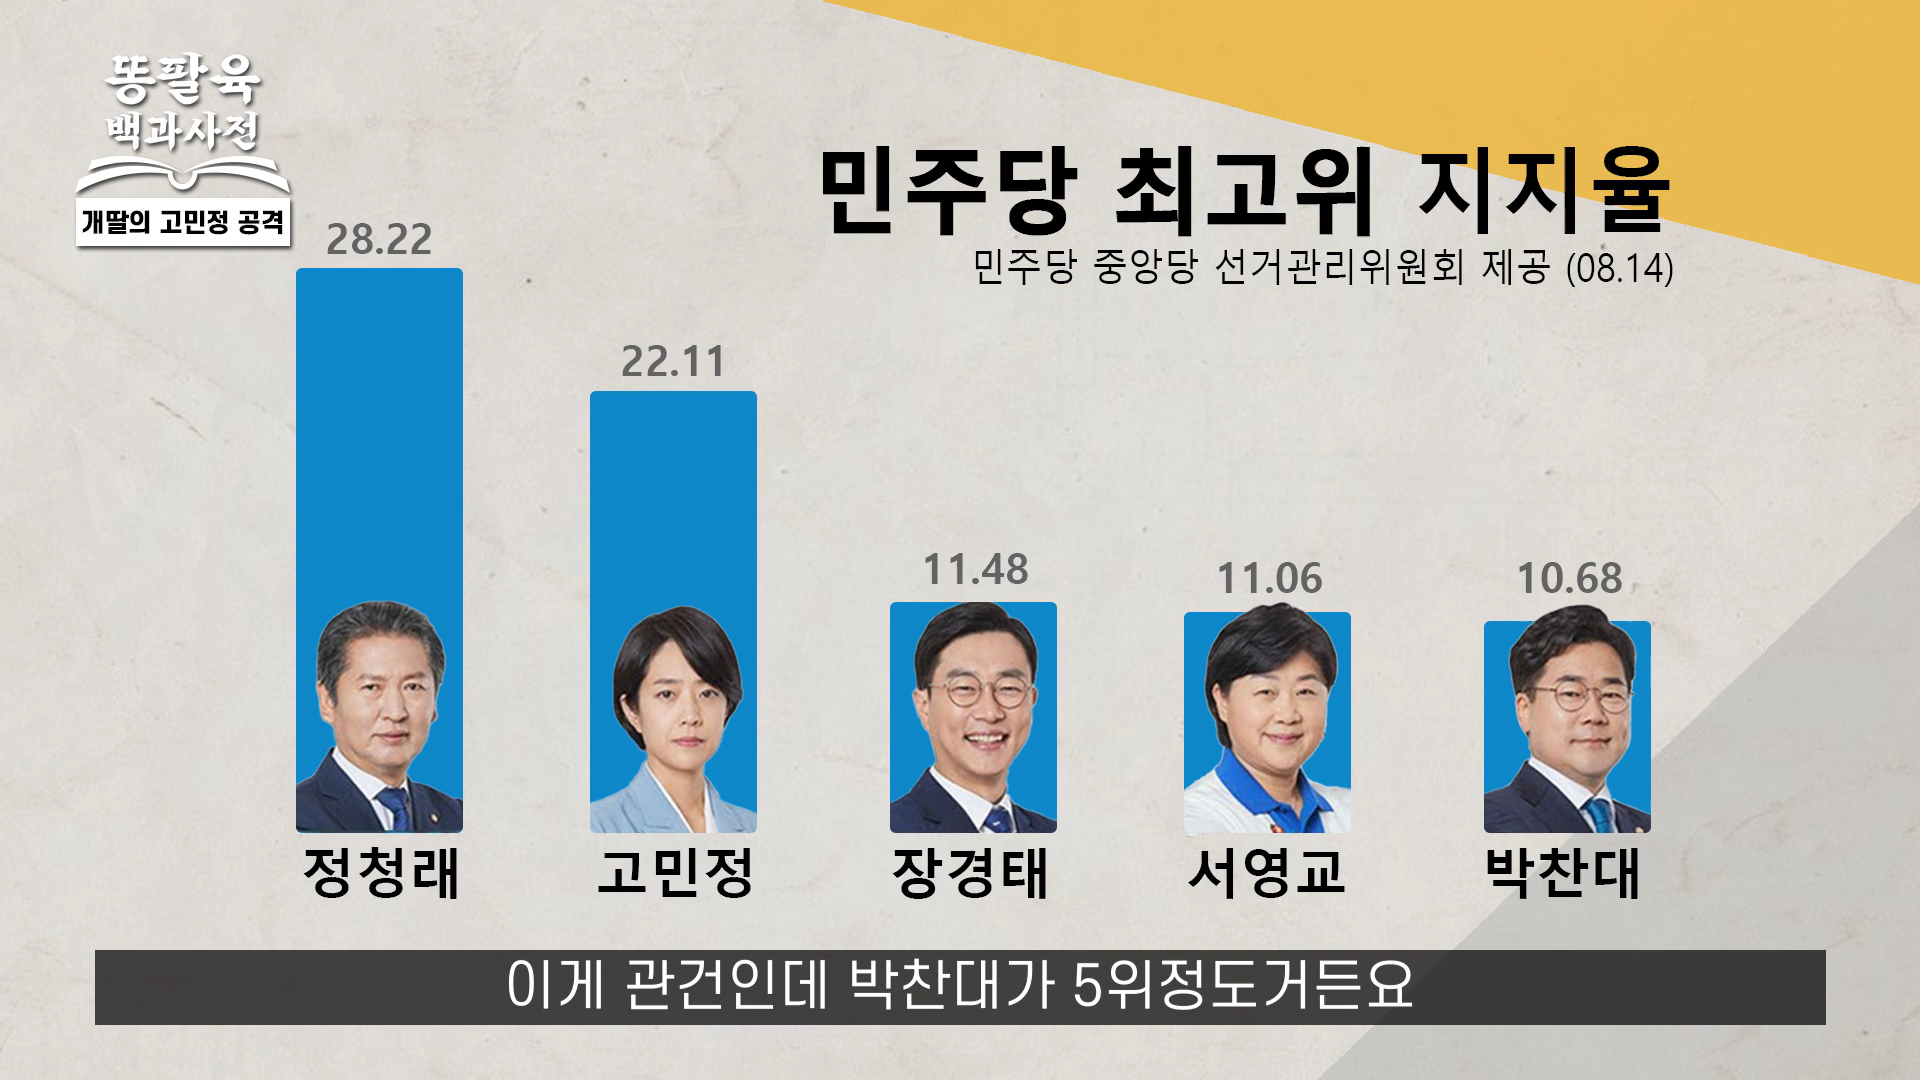 똥팔육
백과사전
개딸의 고민정 공격
민주당 최고위 지지율
민주당 중앙당 선거관리위원회 제공 (08.14)
28.22
22.11
11.48
11.06
10.68
정청래
고민정
장경태
서영교
박찬대
이게 관건인데 박찬대가 5위정도거든요